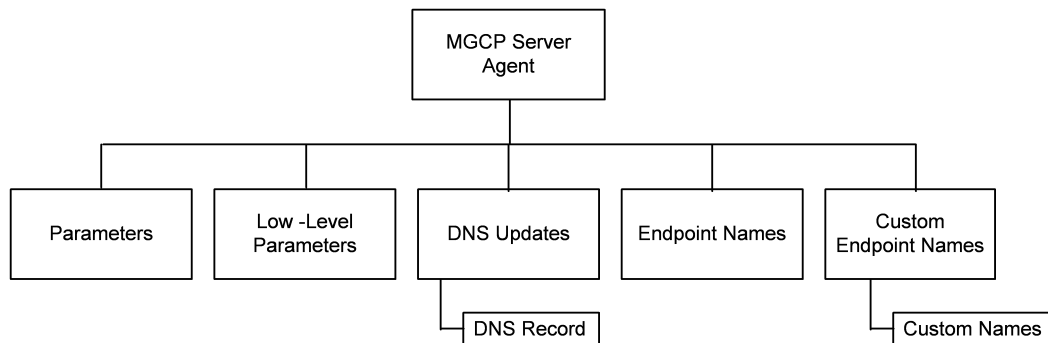 MGCP Server
Agent
Parameters
Low -Level
Parameters
DNS Updates
Endpoint Names
Custom
Endpoint Names
DNS Record
Custom Names